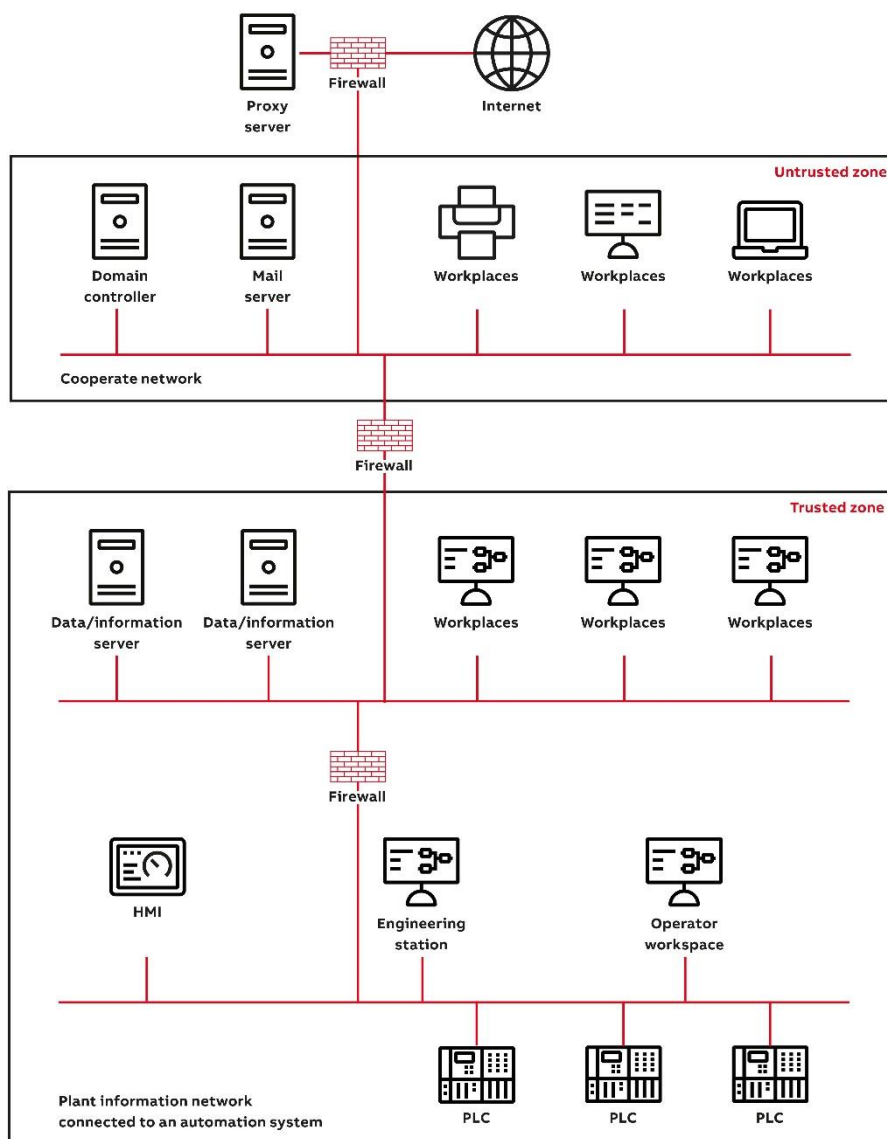 Firewall
Proxy
server
Internet
Untrusted zone
Domain
controller
Mail
server
Workplaces
Workplaces
Workplaces
Cooperate network
Firewall
Trusted zone
Data/information
server
Data/information
server
Workplaces
Workplaces
Workplaces
Firewall
HMI
Engineering
station
Operator
workspace
PLC
PLC
PLC
Plant information network
connected to an automation system